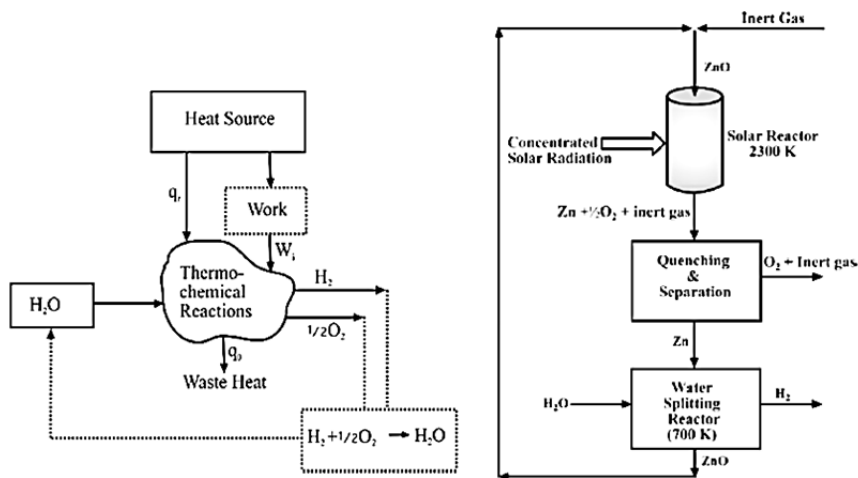 Heat Source
qr
Work
Wi
Thermo-
chemical
Reactions
H2
1/2O2
H2O
q0
Waste Heat
H2+1/2O2 → H2O
Inert Gas
ZnO
Concentrated
Solar Radiation
Solar Reactor
2300 K
Zn +½O2 + inert gas
Quenching
&
Separation
O2 + Inert gas
Zn
H2O
Water
Splitting
Reactor
(700 K)
H2
ZnO